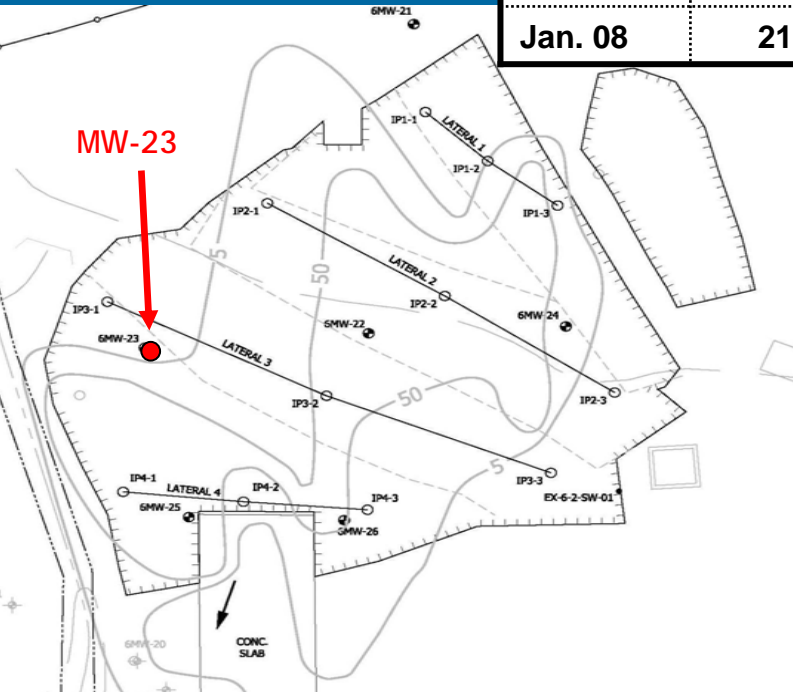 6MW-21
Jan. 08 21
MW-23
IP1-1
LATERAL 1
IP1-2
IP2-1
IP1-3
5
50
LATERAL 2
IP2-2
IP3-1
6MW-24
6MW-22
6MW-23
LATERAL 3
IP2-3
50
IP3-2
5
IP3-3
IP4-1
LATERAL 4
IP4-2
IP4-3
EX-6-2-SW-01
6MW-25
6MW-26
CONC.
SLAB
6MW-20